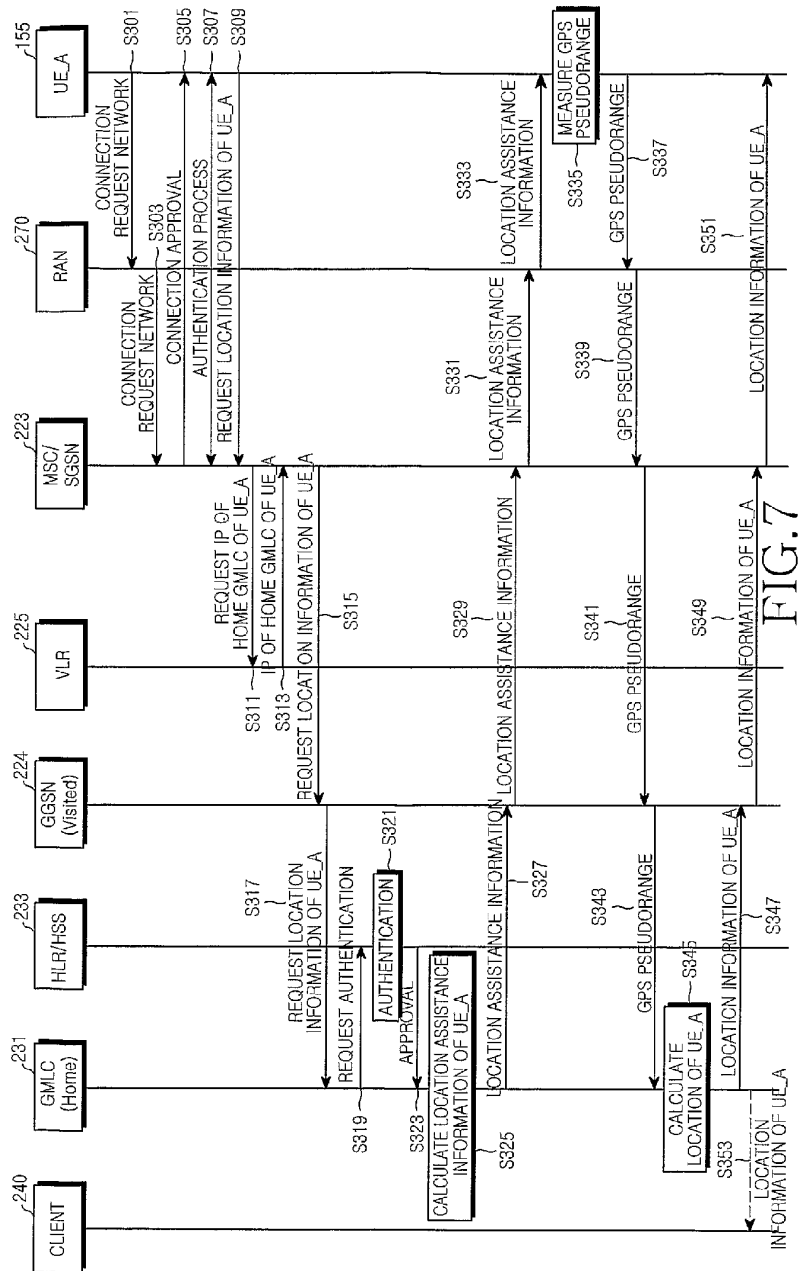 240
CLIENT
231
GMLC
(Home)
233
HLR/HSS
224
GGSN
(Visited)
225
VLR
223
MSC/
SGSN
270
RAN
155
UE_A
CONNECTION
REQUEST NETWORK
S301
CONNECTION
REQUEST NETWORK
S303
CONNECTION APPROVAL
S305
AUTHENTICATION PROCESS
S307
REQUEST LOCATION INFORMATION OF UE_A
S309
REQUEST IP OF
HOME GMLC OF UE_A
S311
IP OF HOME GMLC OF UE_A
S313
REQUEST LOCATION INFORMATION OF UE_A
S315
REQUEST LOCATION
INFORMATION OF UE_A
S317
REQUEST AUTHENTICATION
S319
AUTHENTICATION
S321
APPROVAL
S323
CALCULATE LOCATION ASSISTANCE
INFORMATION OF UE_A
S325
LOCATION ASSISTANCE INFORMATION
S327
LOCATION ASSISTANCE INFORMATION
S329
LOCATION ASSISTANCE
INFORMATION
S331
LOCATION ASSISTANCE
INFORMATION
S333
MEASURE GPS
PSEUDORANGE
S335
GPS PSEUDORANGE
S337
GPS PSEUDORANGE
S339
GPS PSEUDORANGE
S341
GPS PSEUDORANGE
S343
CALCULATE
LOCATION OF UE_A
S345
LOCATION INFORMATION OF UE_A
S347
LOCATION INFORMATION OF UE_A
S349
LOCATION INFORMATION OF UE_A
S351
LOCATION
INFORMATION OF UE_A
S353
FIG.7